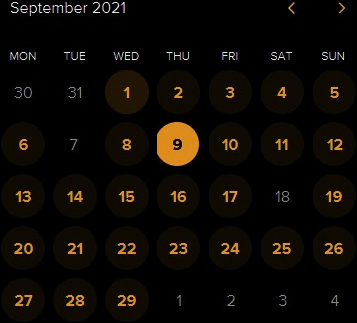 September 2021
MON TUE WED THU FRI SAT SUN
30 31 1 2 3 4 5
6 7 8 9 10 11 12
13 14 15 16 17 18 19
20 21 22 23 24 25 26
27 28 29 1 2 3 4